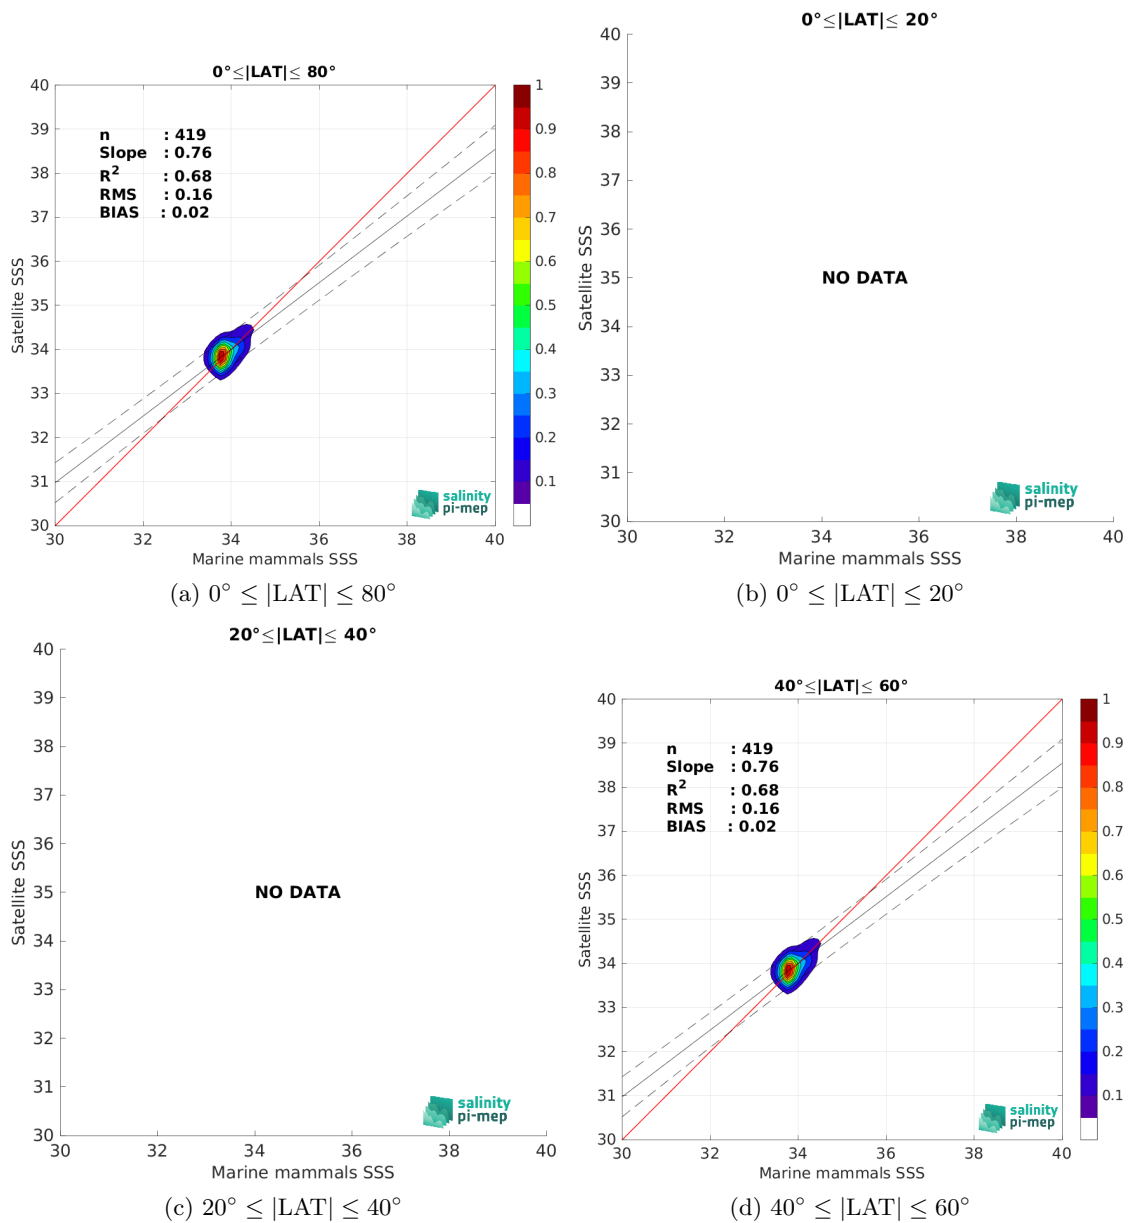 0°≤|LAT|≤ 80°
n : 419
Slope : 0.76
R² : 0.68
RMS : 0.16
BIAS : 0.02
Satellite SSS
40
39
38
37
36
35
34
33
32
31
30
30 32 34 36 38 40
Marine mammals SSS
1
0.9
0.8
0.7
0.6
0.5
0.4
0.3
0.2
0.1
salinity
pi-mep
(a) 0° ≤ |LAT| ≤ 80°
0°≤|LAT|≤ 20°
Satellite SSS
40
39
38
37
36
35
34
33
32
31
30
NO DATA
30 32 34 36 38 40
Marine mammals SSS
salinity
pi-mep
(b) 0° ≤ |LAT| ≤ 20°
20°≤|LAT|≤ 40°
Satellite SSS
40
39
38
37
36
35
34
33
32
31
30
NO DATA
30 32 34 36 38 40
Marine mammals SSS
salinity
pi-mep
(c) 20° ≤ |LAT| ≤ 40°
40°≤|LAT|≤ 60°
n : 419
Slope : 0.76
R² : 0.68
RMS : 0.16
BIAS : 0.02
Satellite SSS
40
39
38
37
36
35
34
33
32
31
30
30 32 34 36 38 40
Marine mammals SSS
1
0.9
0.8
0.7
0.6
0.5
0.4
0.3
0.2
0.1
salinity
pi-mep
(d) 40° ≤ |LAT| ≤ 60°